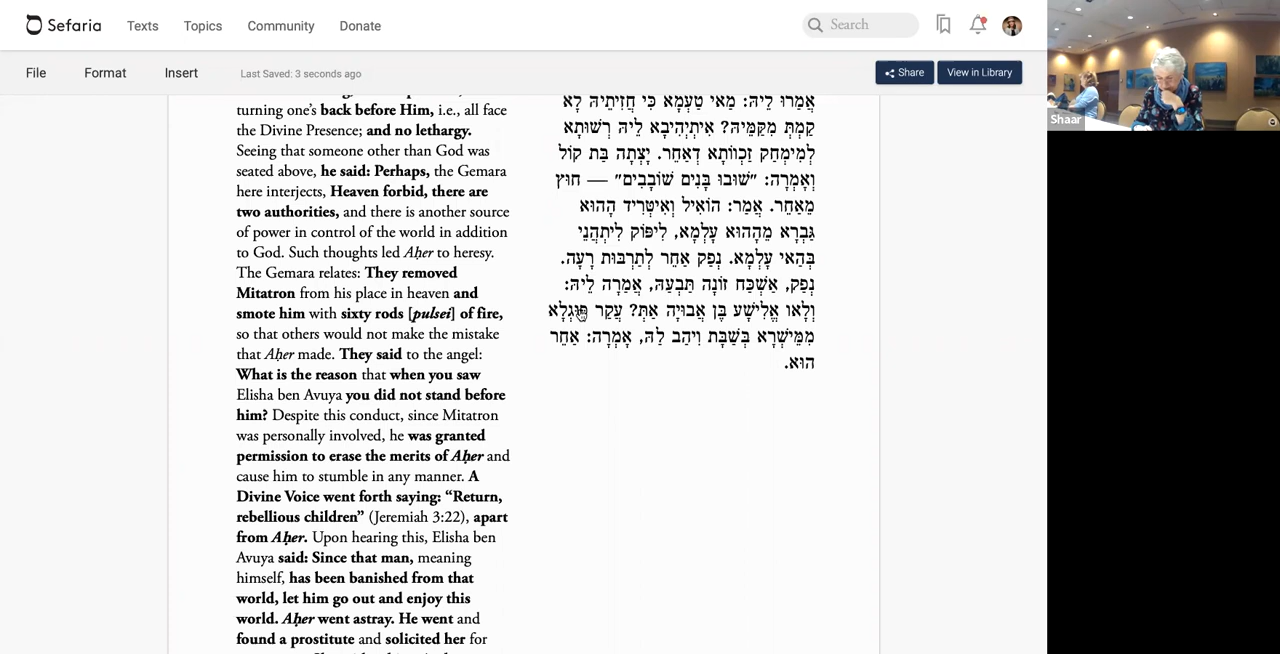 Sefaria
Texts
Topics
Community
Donate
Search
File
Format
Insert
Last Saved: 3 seconds ago
Share
View in Library
turning one's back before Him, i.e., all face
the Divine Presence; and no lethargy.
Seeing that someone other than God was
seated above, he said: Perhaps, the Gemara
here interjects, Heaven forbid, there are
two authorities, and there is another source
of power in control of the world in addition
to God. Such thoughts led Aḥer to heresy.
The Gemara relates: They removed
Mitatron from his place in heaven and
smote him with sixty rods [pulsei] of fire,
so that others would not make the mistake
that Aḥer made. They said to the angel:
What is the reason that when you saw
Elisha ben Avuya you did not stand before
him? Despite this conduct, since Mitatron
was personally involved, he was granted
permission to erase the merits of Aḥer and
cause him to stumble in any manner. A
Divine Voice went forth saying: “Return,
rebellious children” (Jeremiah 3:22), apart
from Aḥer. Upon hearing this, Elisha ben
Avuya said: Since that man, meaning
himself, has been banished from that
world, let him go out and enjoy this
world. Aḥer went astray. He went and
found a prostitute and solicited her for
אֲמַרוּ לֵיהּ: מַאי טַעְמָא כִּי חֲזִיתֵיהּ לָא
קַמְתְּ מִקַּמֵּיהּ? אִיתְיְהִיבָא לֵיהּ רְשׁוּתָא
לְמִימְחַק זַכְווֹתָא דְאַחֵר. יָצְתָה בַּת קוֹל
וְאָמְרָה: ״שׁוּבוּ בָּנִים שׁוֹבָבִים״ — חוּץ
מֵאַחֵר. אֲמַר: הוֹאִיל וְאִיטְּרִיד הָהוּא
גַּבְרָא מֵהָהוּא עָלְמָא, לִיפּוֹק לִיתְהֲנֵי
בְּהַאי עָלְמָא. נְפַק אַחֵר לְתַרְבּוּת רָעָה.
נְפַק, אַשְׁכַּח זוֹנָה תַּבְעַהּ, אֲמַרָה לֵיהּ:
וְלָאו אֱלִישָׁע בֶּן אֲבוּיָה אַתְּ? עֲקַר פּוּגְלָא
מִמֵּישְׁרָא בְּשַׁבָּת וִיהַב לַהּ, אָמְרָה: אַחֵר
הוּא.
Shaar